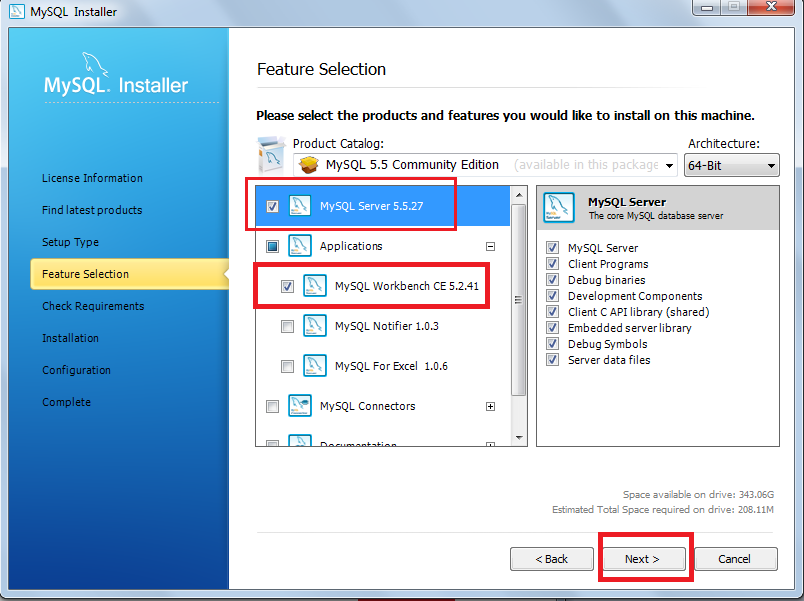 MySQL Installer
MySQL. Installer
License Information
Find latest products
Setup Type
Feature Selection
Check Requirements
Installation
Configuration
Complete
Feature Selection
Please select the products and features you would like to install on this machine.
Product Catalog:
Architecture:
MySQL 5.5 Community Edition (available in this package
64-Bit
MySQL Server 5.5.27
Applications
MySQL Workbench CE 5.2.41
MySQL Notifier 1.0.3
MySQL For Excel 1.0.6
MySQL Connectors
Documentation
MySQL Server
The core MySQL database server
MySQL Server
Client Programs
Debug binaries
Development Components
Client C API library (shared)
Embedded server library
Debug Symbols
Server data files
Space available on drive: 343.06G
Estimated Total Space required on drive: 208.11M
< Back
Next >
Cancel